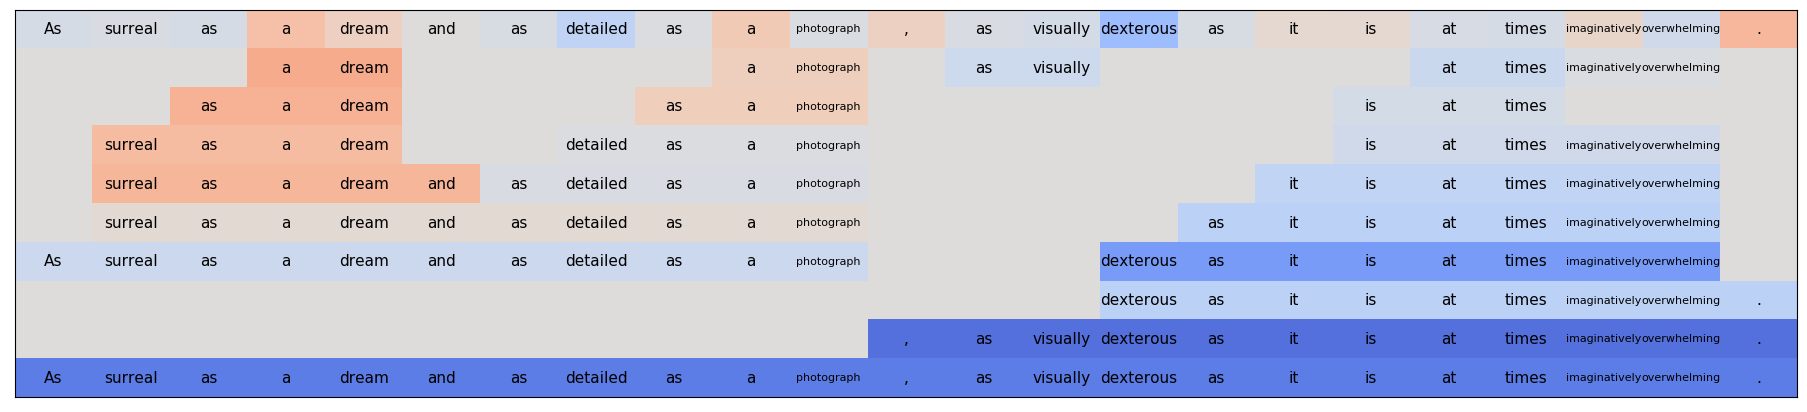 As surreal as a dream and as detailed as a photograph , as visually dexterous as it is at times imaginatively overwhelming .
a dream a photograph as visually at times imaginatively overwhelming
as a dream as a photograph is at times
surreal as a dream detailed as a photograph is at times imaginatively overwhelming
surreal as a dream and as detailed as a photograph it is at times imaginatively overwhelming
surreal as a dream and as detailed as a photograph as it is at times imaginatively overwhelming
As surreal as a dream and as detailed as a photograph dexterous as it is at times imaginatively overwhelming
dexterous as it is at times imaginatively overwhelming .
, as visually dexterous as it is at times imaginatively overwhelming .
As surreal as a dream and as detailed as a photograph , as visually dexterous as it is at times imaginatively overwhelming .